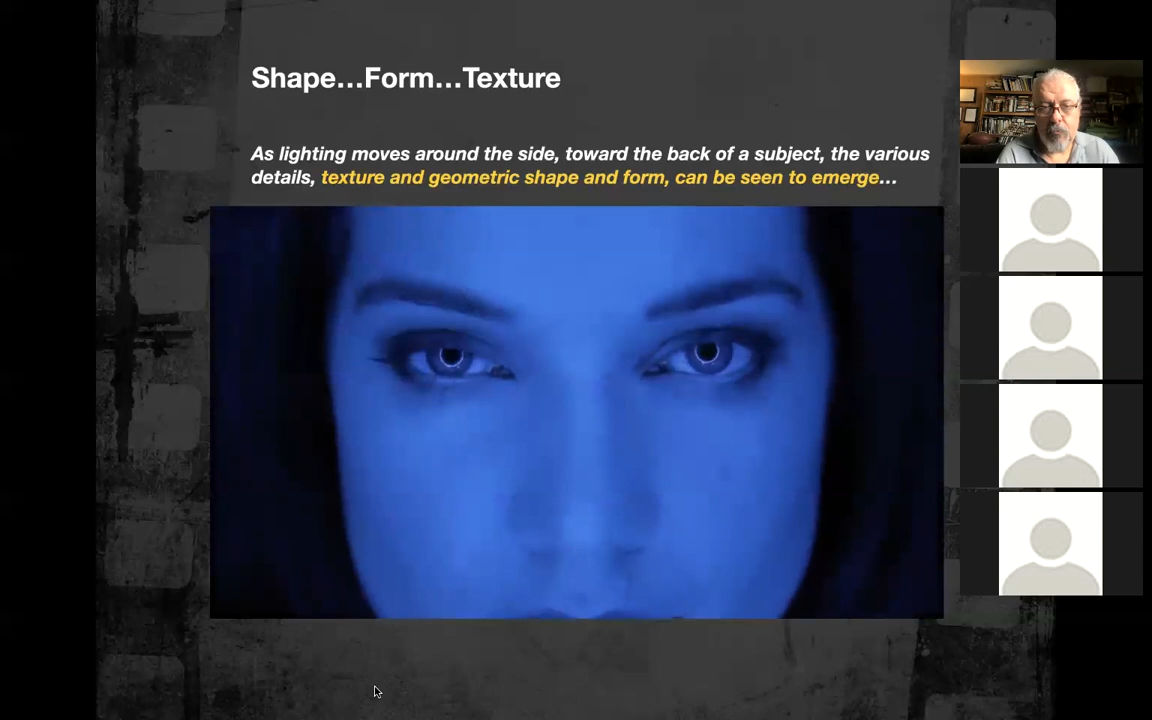 Shape...Form...Texture
As lighting moves around the side, toward the back of a subject, the various
details, texture and geometric shape and form, can be seen to emerge...